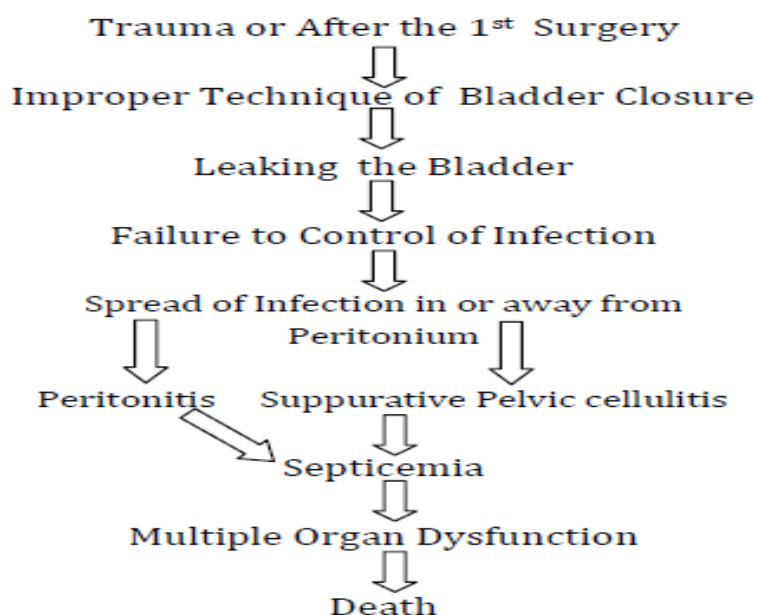 Trauma or After the 1st Surgery
Improper Technique of Bladder Closure
Leaking the Bladder
Failure to Control of Infection
Spread of Infection in or away from
Peritonium
Peritonitis Suppurative Pelvic cellulitis
Septicemia
Multiple Organ Dysfunction
Death